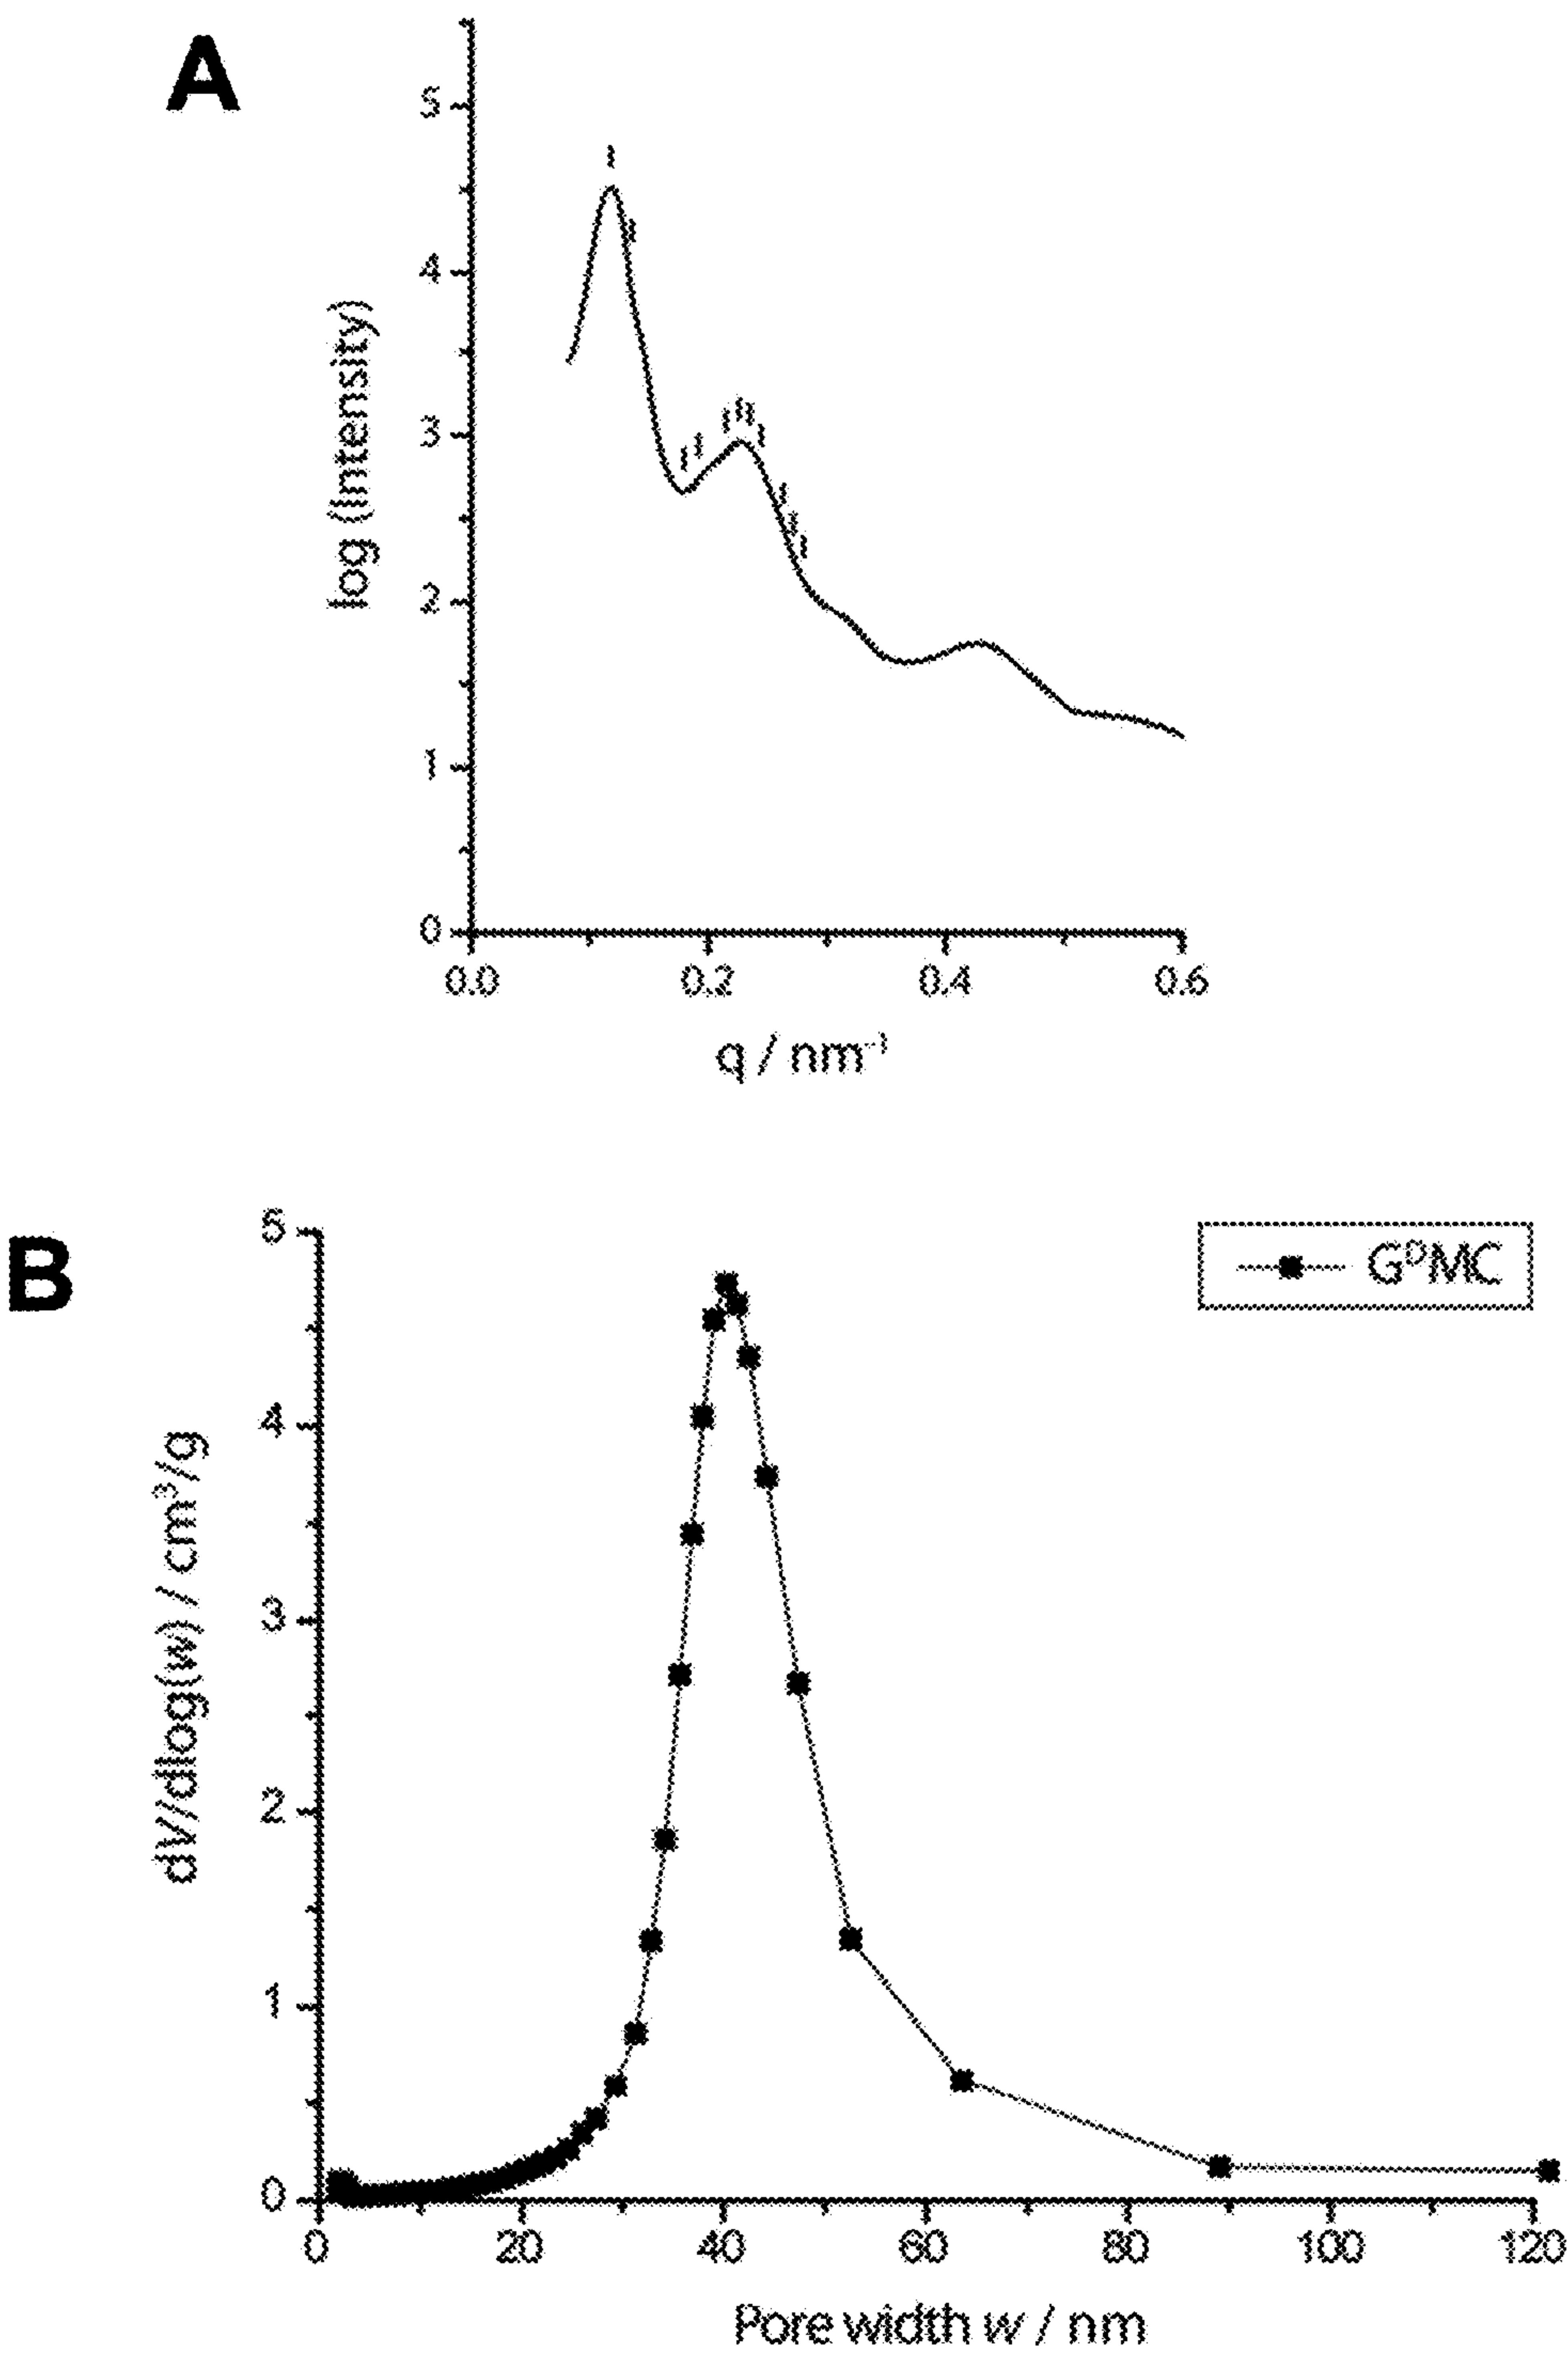 A
5
4
3
2
1
0
log (Intensity)
0.0 0.2 0.4 0.6
q / nm⁻¹
B
GᴰMC
5
4
3
2
1
0
dV/dlog(w) / cm³/g
0 20 40 60 80 100 120
Pore width w / nm